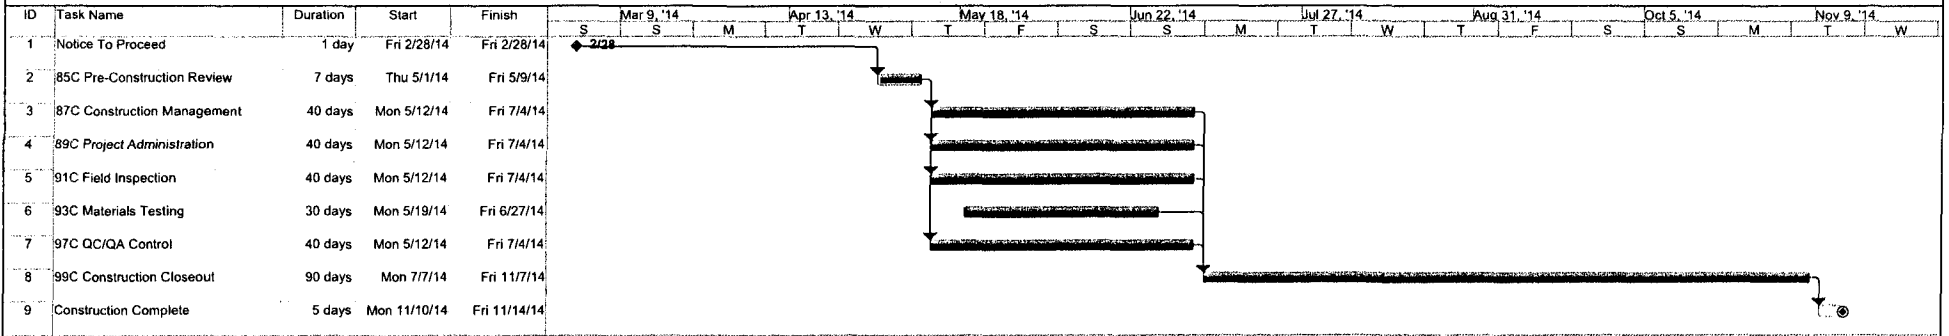 ID Task Name Duration Start Finish Mar 9, '14 Apr 13, '14 May 18, '14 Jun 22, '14 Jul 27, '14 Aug 31, '14 Oct 5, '14 Nov 9, '14
S S M T W T F S S M T W T F S S M T W
1 Notice To Proceed 1 day Fri 2/28/14 Fri 2/28/14 2/28
2 85C Pre-Construction Review 7 days Thu 5/1/14 Fri 5/9/14
3 87C Construction Management 40 days Mon 5/12/14 Fri 7/4/14
4 89C Project Administration 40 days Mon 5/12/14 Fri 7/4/14
5 91C Field Inspection 40 days Mon 5/12/14 Fri 7/4/14
6 93C Materials Testing 30 days Mon 5/19/14 Fri 6/27/14
7 97C QC/QA Control 40 days Mon 5/12/14 Fri 7/4/14
8 99C Construction Closeout 90 days Mon 7/7/14 Fri 11/7/14
9 Construction Complete 5 days Mon 11/10/14 Fri 11/14/14